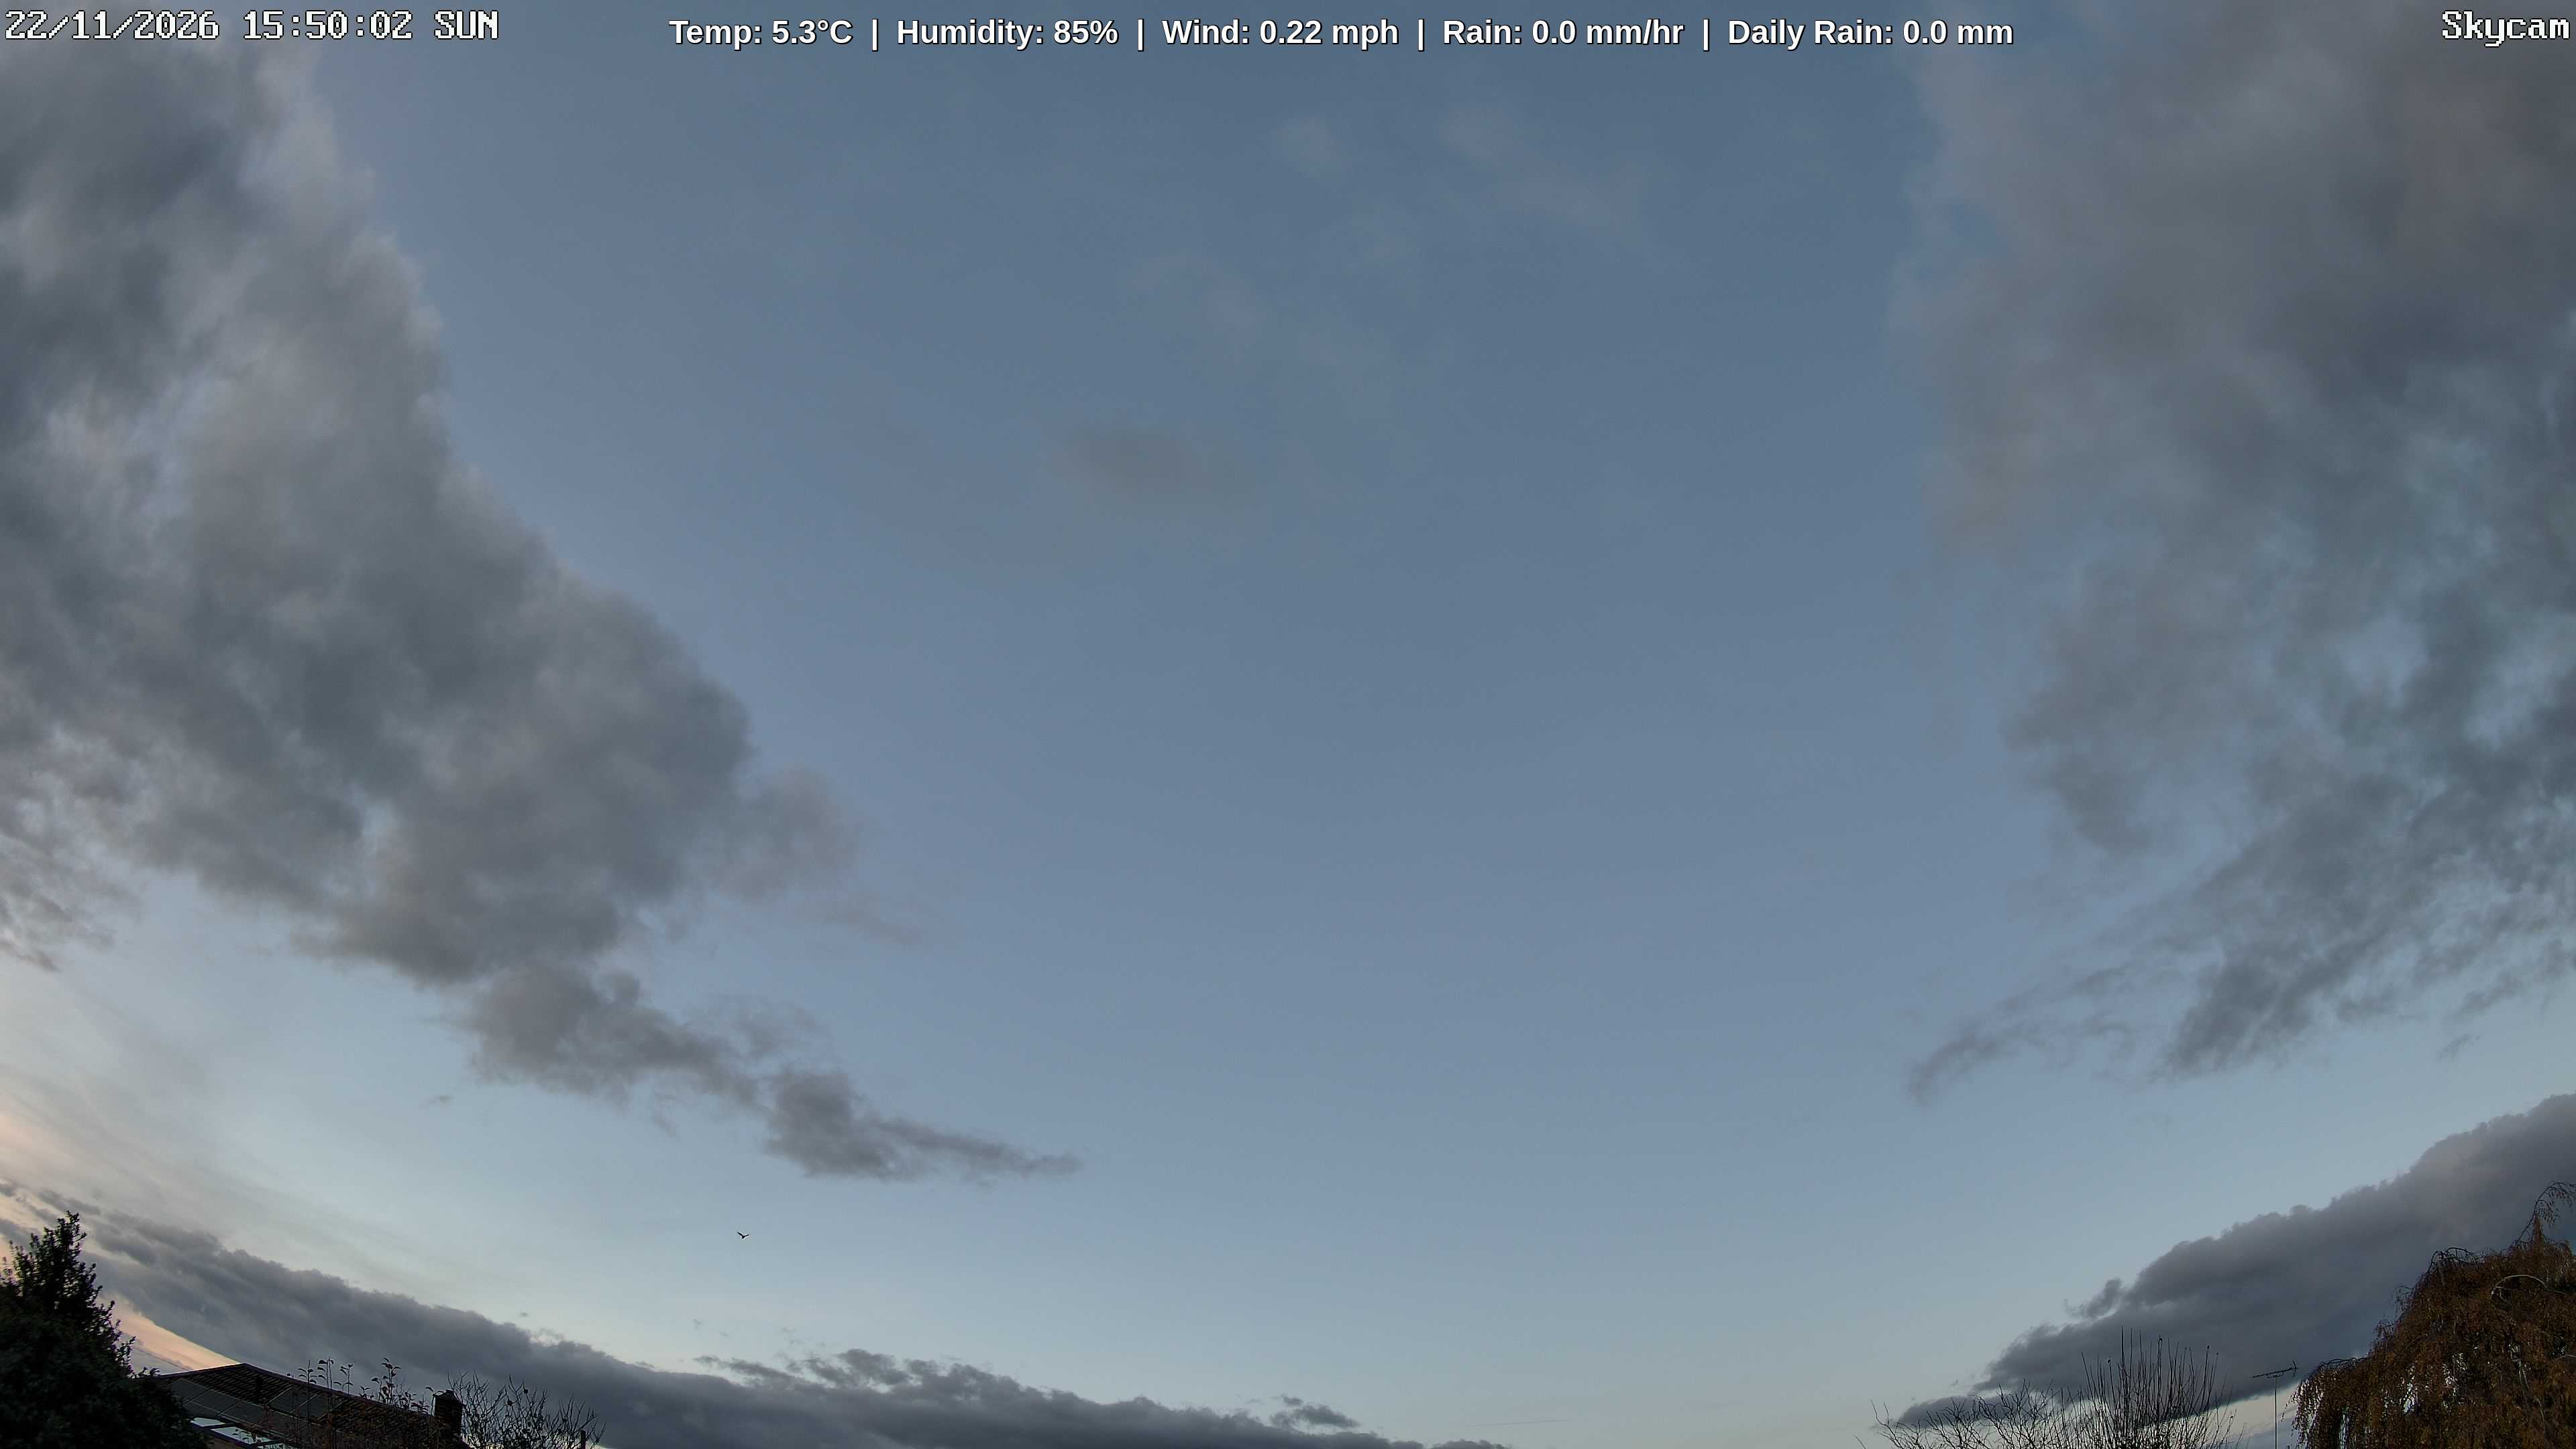 22/11/2026 15:50:02 SUN
Temp: 5.3°C | Humidity: 85% | Wind: 0.22 mph | Rain: 0.0 mm/hr | Daily Rain: 0.0 mm
Skycam